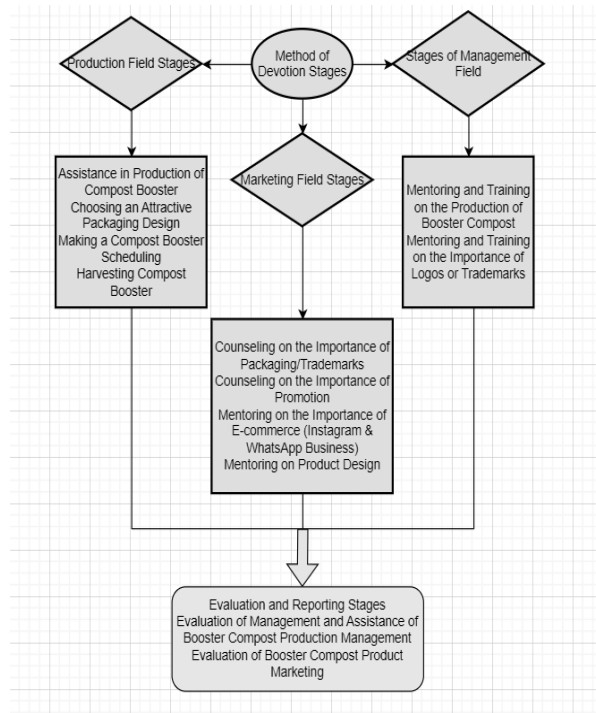 Production Field Stages
Method of
Devotion Stages
Stages of Management
Field
Assistance in Production of
Compost Booster
Choosing an Attractive
Packaging Design
Making a Compost Booster
Scheduling
Harvesting Compost
Booster
Marketing Field Stages
Mentoring and Training
on the Production of
Booster Compost
Mentoring and Training
on the Importance of
Logos or Trademarks
Counseling on the Importance of
Packaging/Trademarks
Counseling on the Importance of
Promotion
Mentoring on the Importance of
E-commerce (Instagram &
WhatsApp Business)
Mentoring on Product Design
Evaluation and Reporting Stages
Evaluation of Management and Assistance of
Booster Compost Production Management
Evaluation of Booster Compost Product
Marketing